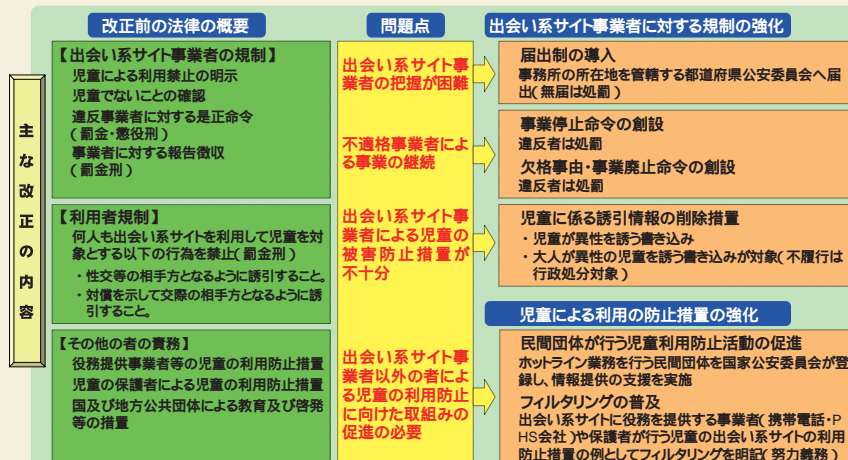 主な改正の内容
改正前の法律の概要
【出会い系サイト事業者の規制】
児童による利用禁止の明示
児童でないことの確認
違反事業者に対する是正命令
(罰金・懲役刑)
事業者に対する報告徴収
(罰金刑)
【利用者規制】
何人も出会い系サイトを利用して児童を対
象とする以下の行為を禁止(罰金刑)
・性交等の相手方となるように誘引すること。
・対償を示して交際の相手方となるように誘
引すること。
【その他の者の責務】
役務提供事業者等の児童の利用防止措置
児童の保護者による児童の利用防止措置
国及び地方公共団体による教育及び啓発
等の措置
問題点
出会い系サイト事
業者の把握が困難
不適格事業者によ
る事業の継続
出会い系サイト事
業者による児童の
被害防止措置が
不十分
出会い系サイト事
業者以外の者によ
る児童の利用防止
に向けた取組みの
促進の必要
出会い系サイト事業者に対する規制の強化
届出制の導入
事務所の所在地を管轄する都道府県公安委員会へ届
出(無届は処罰)
事業停止命令の創設
違反者は処罰
欠格事由・事業廃止命令の創設
違反者は処罰
児童に係る誘引情報の削除措置
・児童が異性を誘う書き込み
・大人が異性の児童を誘う書き込みが対象(不履行は
行政処分対象)
児童による利用の防止措置の強化
民間団体が行う児童利用防止活動の促進
ホットライン業務を行う民間団体を国家公安委員会が登
録し、情報提供の支援を実施
フィルタリングの普及
出会い系サイトに役務を提供する事業者(携帯電話・P
HS会社)や保護者が行う児童の出会い系サイトの利用
防止措置の例としてフィルタリングを明記(努力義務)